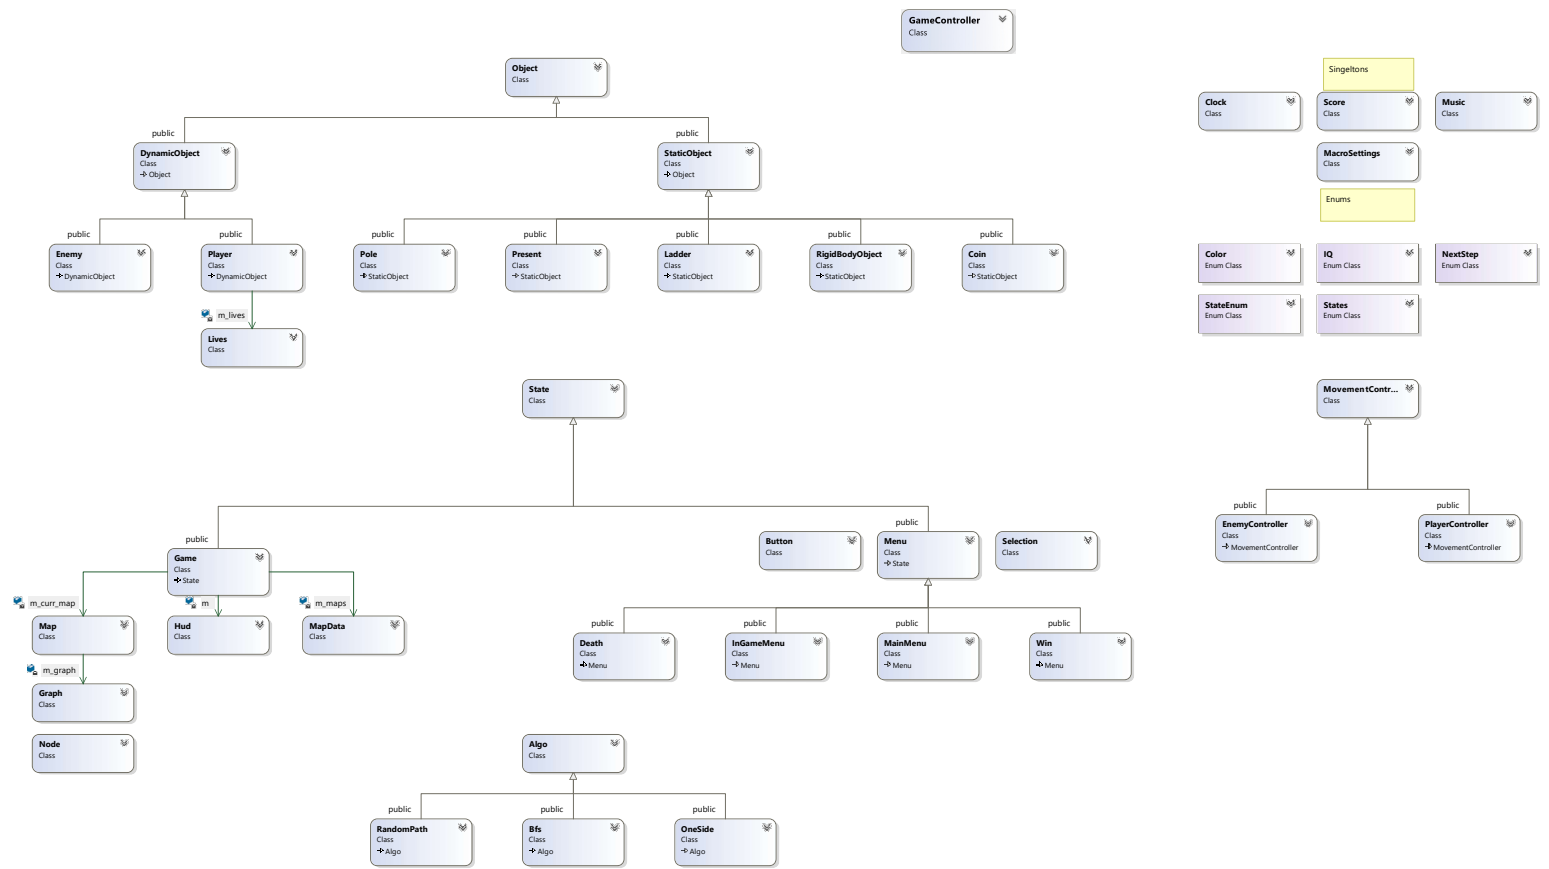 GameController
Class
Object
Class
Singeltons
Clock
Class
Score
Class
Music
Class
public
public
DynamicObject
Class
Object
StaticObject
Class
Object
MacroSettings
Class
Enums
public
public
public
public
public
public
public
Enemy
Class
DynamicObject
Player
Class
DynamicObject
Pole
Class
StaticObject
Present
Class
StaticObject
Ladder
Class
StaticObject
RigidBodyObject
Class
StaticObject
Coin
Class
StaticObject
Color
Enum Class
IQ
Enum Class
NextStep
Enum Class
StateEnum
Enum Class
States
Enum Class
m_lives
Lives
Class
State
Class
MovementContr...
Class
public
public
public
public
EnemyController
Class
MovementController
PlayerController
Class
MovementController
Game
Class
State
Button
Class
Menu
Class
State
Selection
Class
m_curr_map
m
m_maps
Map
Class
Hud
Class
MapData
Class
public
public
public
public
Death
Class
Menu
InGameMenu
Class
Menu
MainMenu
Class
Menu
Win
Class
Menu
m_graph
Graph
Class
Node
Class
Algo
Class
public
public
public
RandomPath
Class
Algo
Bfs
Class
Algo
OneSide
Class
Algo